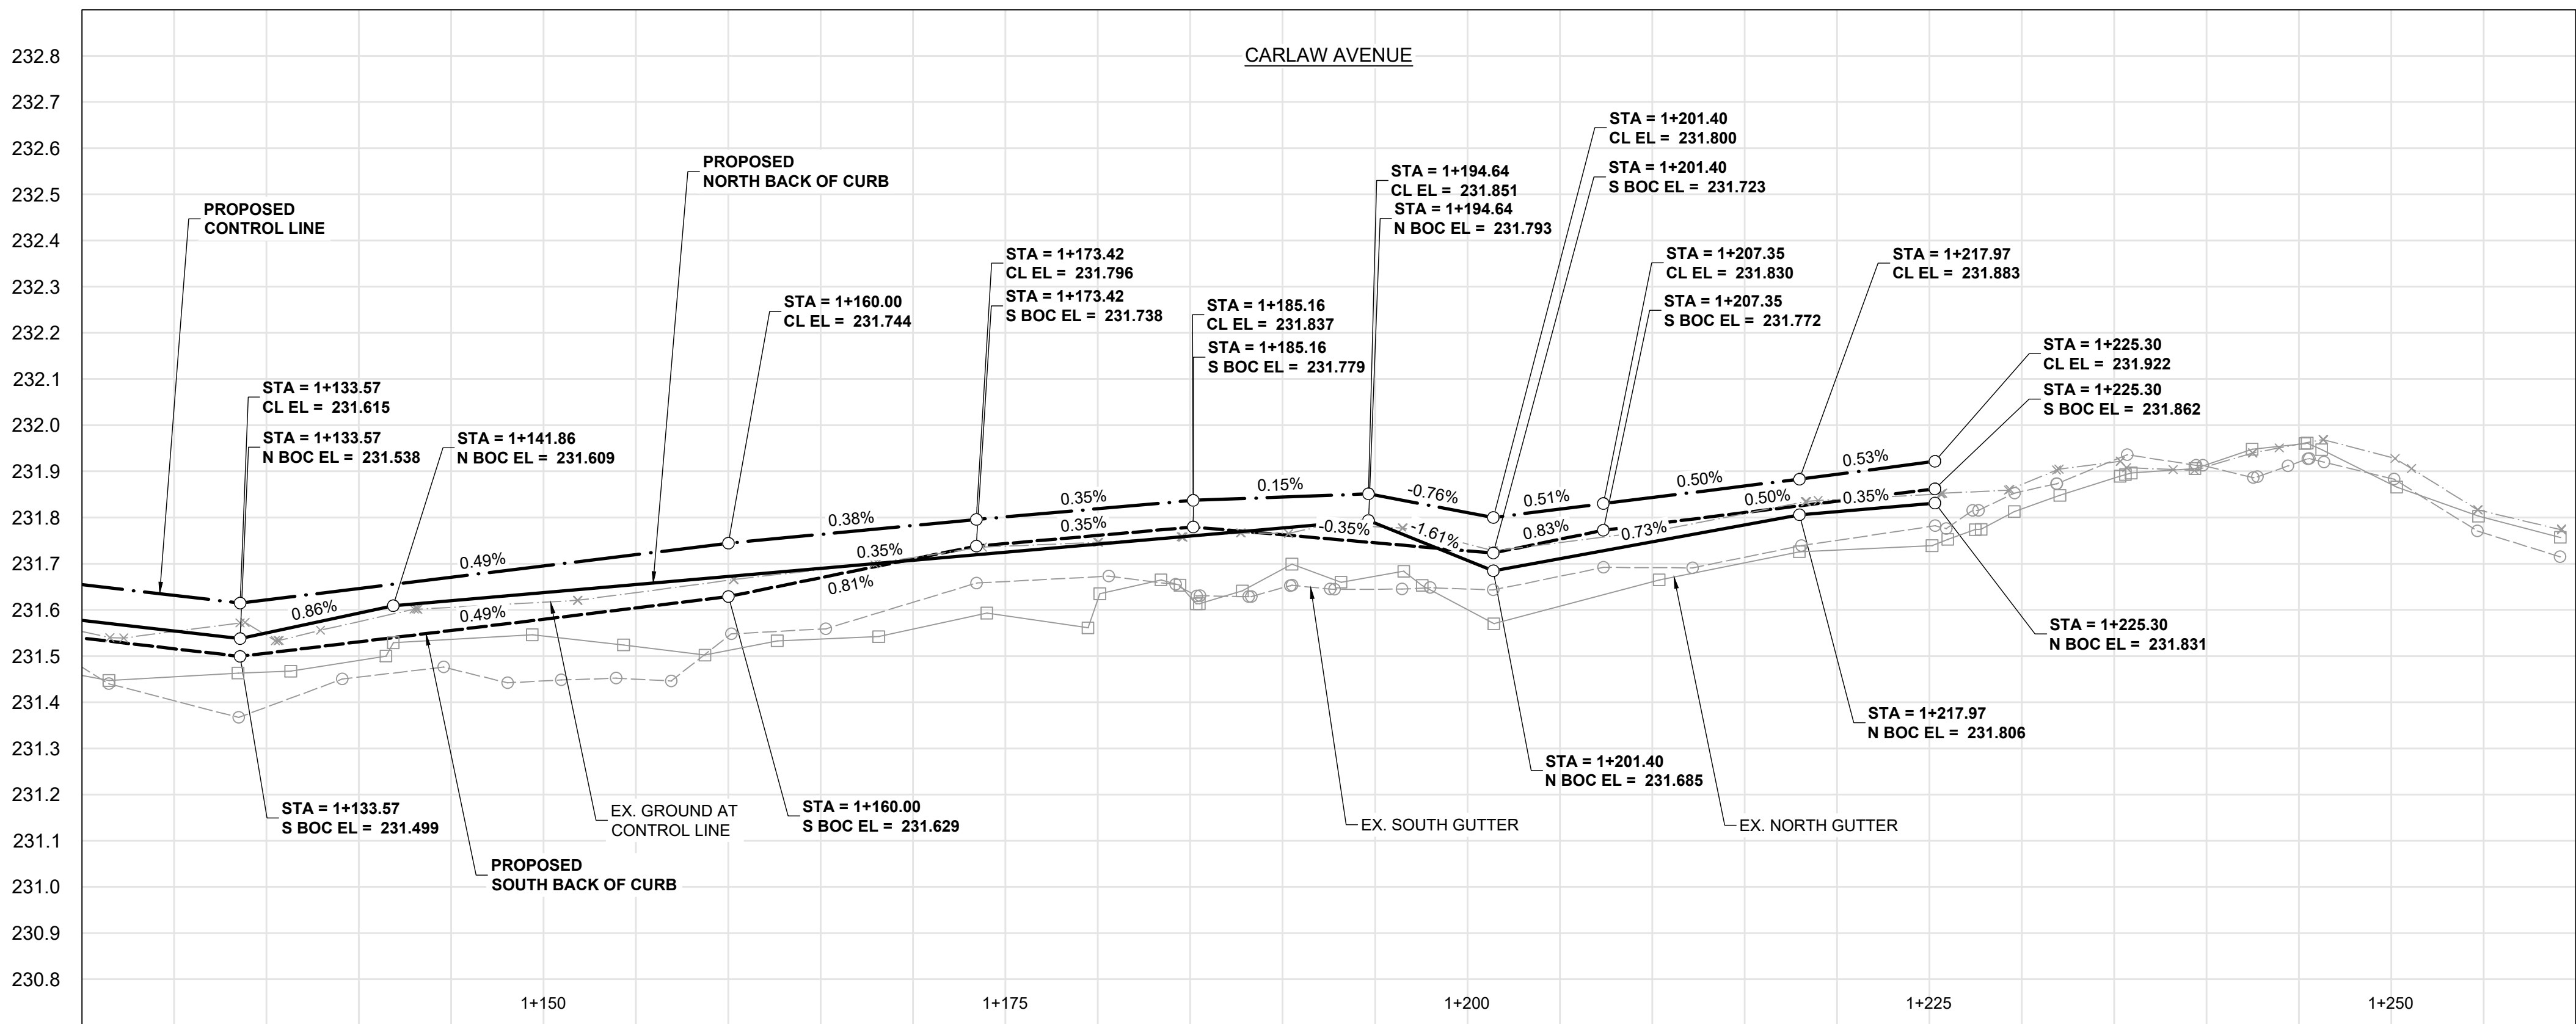 CARLAW AVENUE
232.8
232.7
232.6
232.5
232.4
232.3
232.2
232.1
232.0
231.9
231.8
231.7
231.6
231.5
231.4
231.3
231.2
231.1
231.0
230.9
230.8
PROPOSED
CONTROL LINE
PROPOSED
NORTH BACK OF CURB
STA = 1+133.57
CL EL = 231.615
STA = 1+133.57
N BOC EL = 231.538
STA = 1+141.86
N BOC EL = 231.609
STA = 1+160.00
CL EL = 231.744
STA = 1+173.42
CL EL = 231.796
STA = 1+173.42
S BOC EL = 231.738
STA = 1+185.16
CL EL = 231.837
STA = 1+185.16
S BOC EL = 231.779
STA = 1+194.64
CL EL = 231.851
STA = 1+194.64
N BOC EL = 231.793
STA = 1+201.40
CL EL = 231.800
STA = 1+201.40
S BOC EL = 231.723
STA = 1+207.35
CL EL = 231.830
STA = 1+207.35
S BOC EL = 231.772
STA = 1+217.97
CL EL = 231.883
STA = 1+225.30
CL EL = 231.922
STA = 1+225.30
S BOC EL = 231.862
0.49%
0.38%
0.35%
0.15%
-0.76%
0.51%
0.50%
0.53%
0.86%
0.49%
0.81%
0.35%
0.35%
-0.35%
-1.61%
0.83%
0.73%
0.50%
0.35%
STA = 1+133.57
S BOC EL = 231.499
EX. GROUND AT
CONTROL LINE
PROPOSED
SOUTH BACK OF CURB
STA = 1+160.00
S BOC EL = 231.629
EX. SOUTH GUTTER
STA = 1+201.40
N BOC EL = 231.685
EX. NORTH GUTTER
STA = 1+217.97
N BOC EL = 231.806
STA = 1+225.30
N BOC EL = 231.831
1+150
1+175
1+200
1+225
1+250